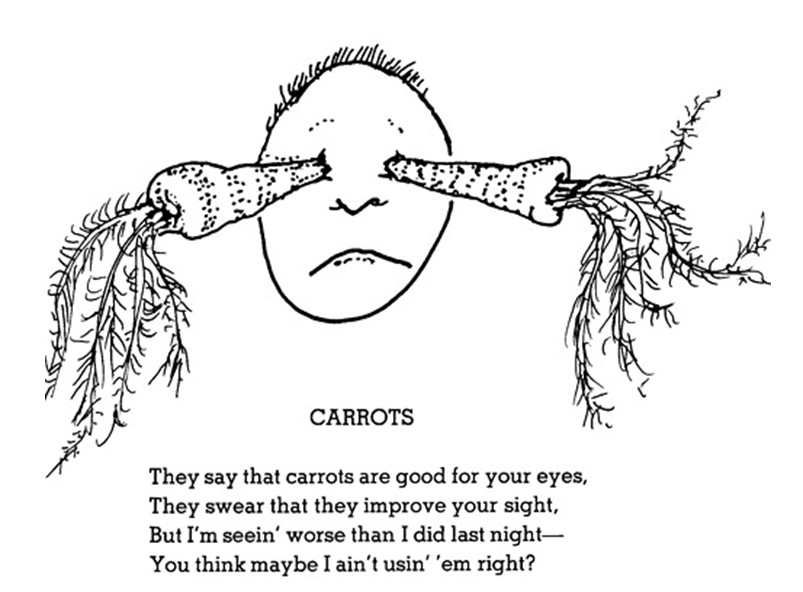 CARROTS
They say that carrots are good for your eyes,
They swear that they improve your sight,
But I'm seein' worse than I did last night—
You think maybe I ain't usin' 'em right?